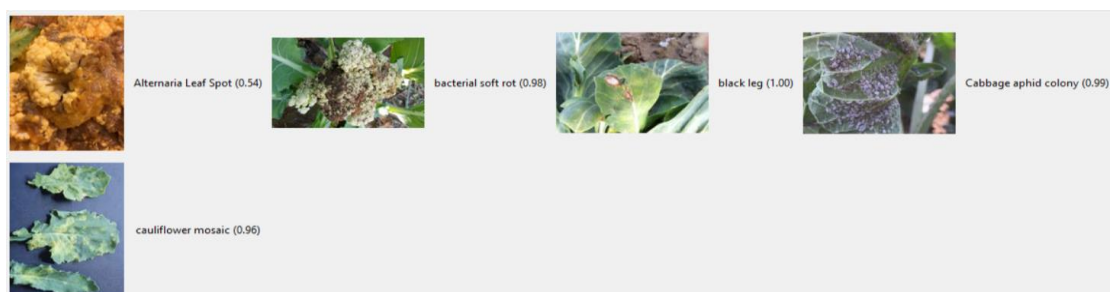 Alternaria Leaf Spot (0.54)
bacterial soft rot (0.98)
black leg (1.00)
Cabbage aphid colony (0.99)
cauliflower mosaic (0.96)